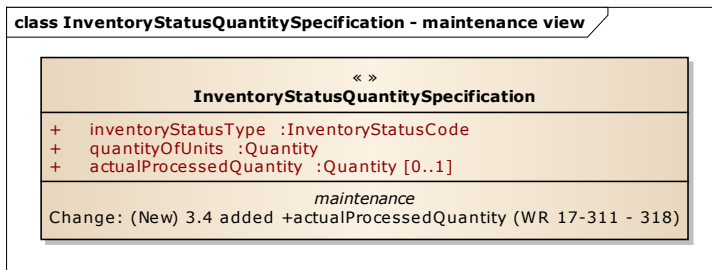 class InventoryStatusQuantitySpecification - maintenance view
« »
InventoryStatusQuantitySpecification
+ inventoryStatusType :InventoryStatusCode
+ quantityOfUnits :Quantity
+ actualProcessedQuantity :Quantity [0..1]
maintenance
Change: (New) 3.4 added +actualProcessedQuantity (WR 17-311 - 318)